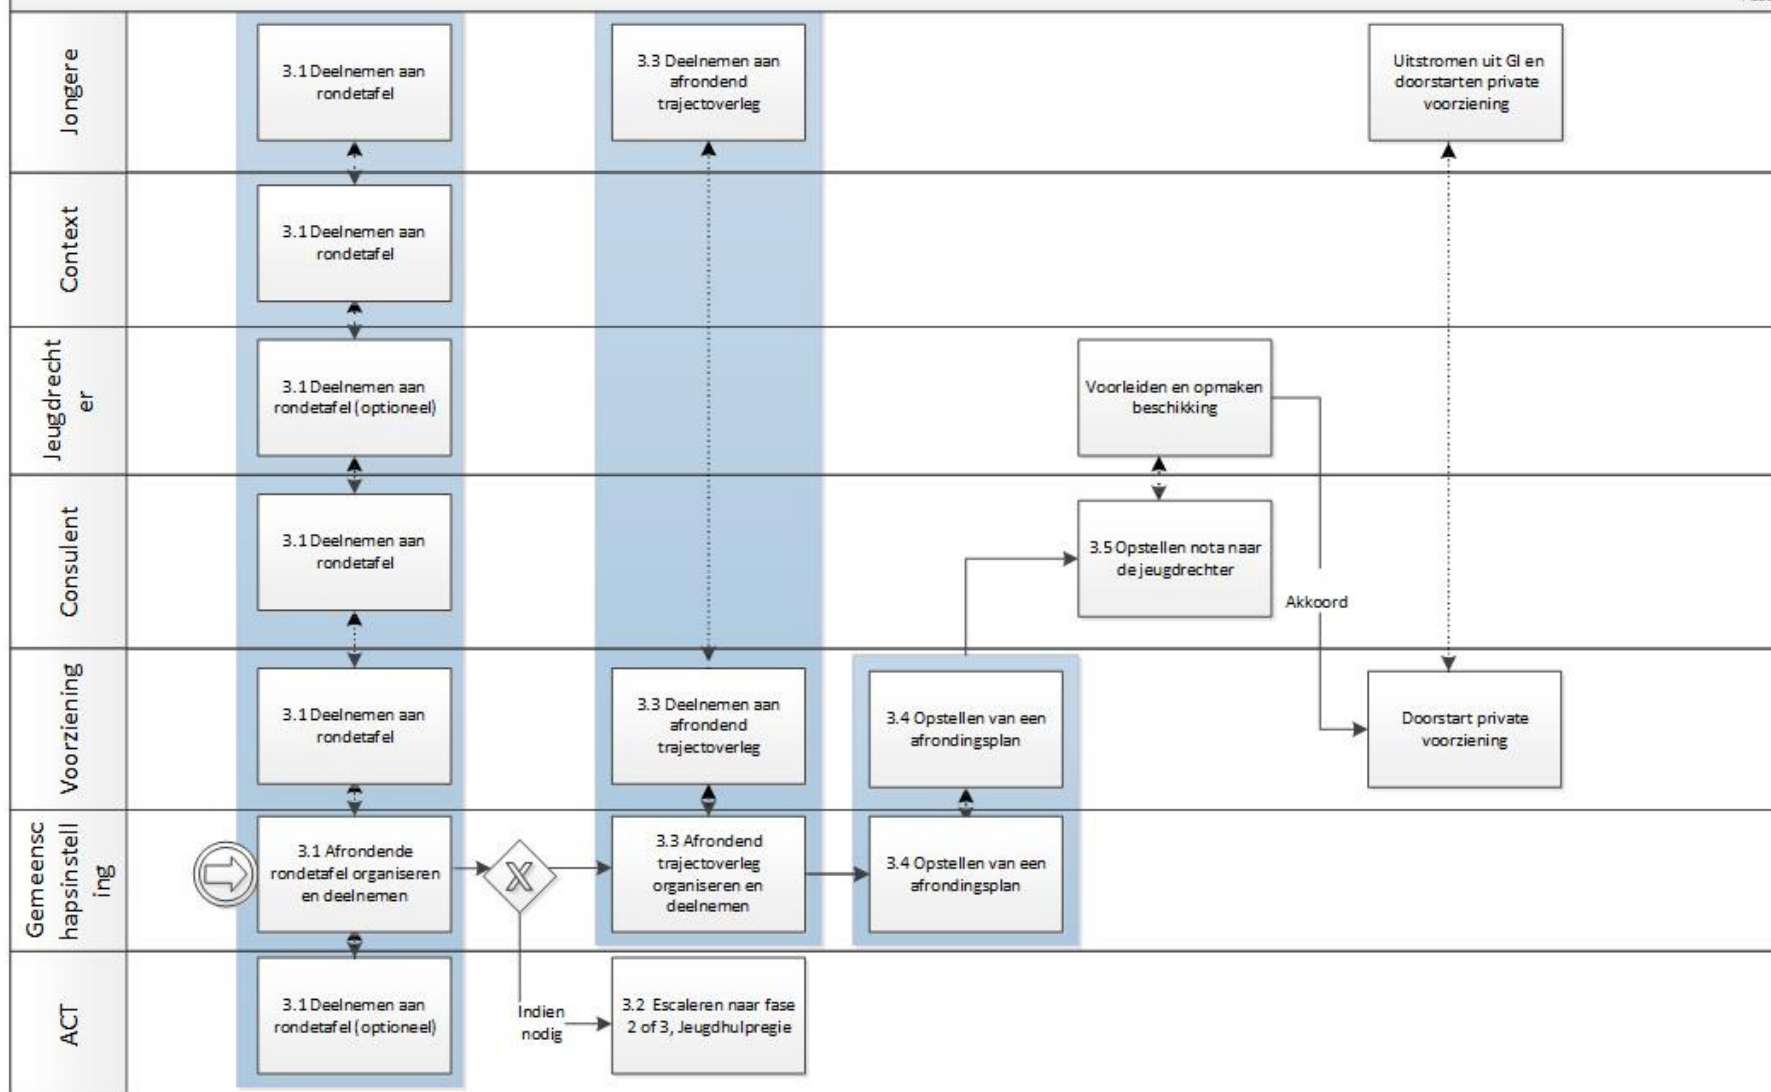 Jongere
3.1 Deelnemen aan
rondetafel
3.3 Deelnemen aan
afrondend
trajectoverleg
Uitstromen uit GI en
doorstarten private
voorziening
Context
3.1 Deelnemen aan
rondetafel
Jeugdrecht
er
3.1 Deelnemen aan
rondetafel (optioneel)
Voorleiden en opmaken
beschikking
Consulent
3.1 Deelnemen aan
rondetafel
3.5 Opstellen nota naar
de jeugdrechter
Akkoord
Voorziening
3.1 Deelnemen aan
rondetafel
3.3 Deelnemen aan
afrondend
trajectoverleg
3.4 Opstellen van een
afrondingsplan
Doorstart private
voorziening
Gemeensc
hapsinstell
ing
3.1 Afrondende
rondetafel organiseren
en deelnemen
X
3.3 Afrondend
trajectoverleg
organiseren en
deelnemen
3.4 Opstellen van een
afrondingsplan
ACT
3.1 Deelnemen aan
rondetafel (optioneel)
Indien
nodig
3.2 Escaleren naar fase
2 of 3, Jeugdhulpregie